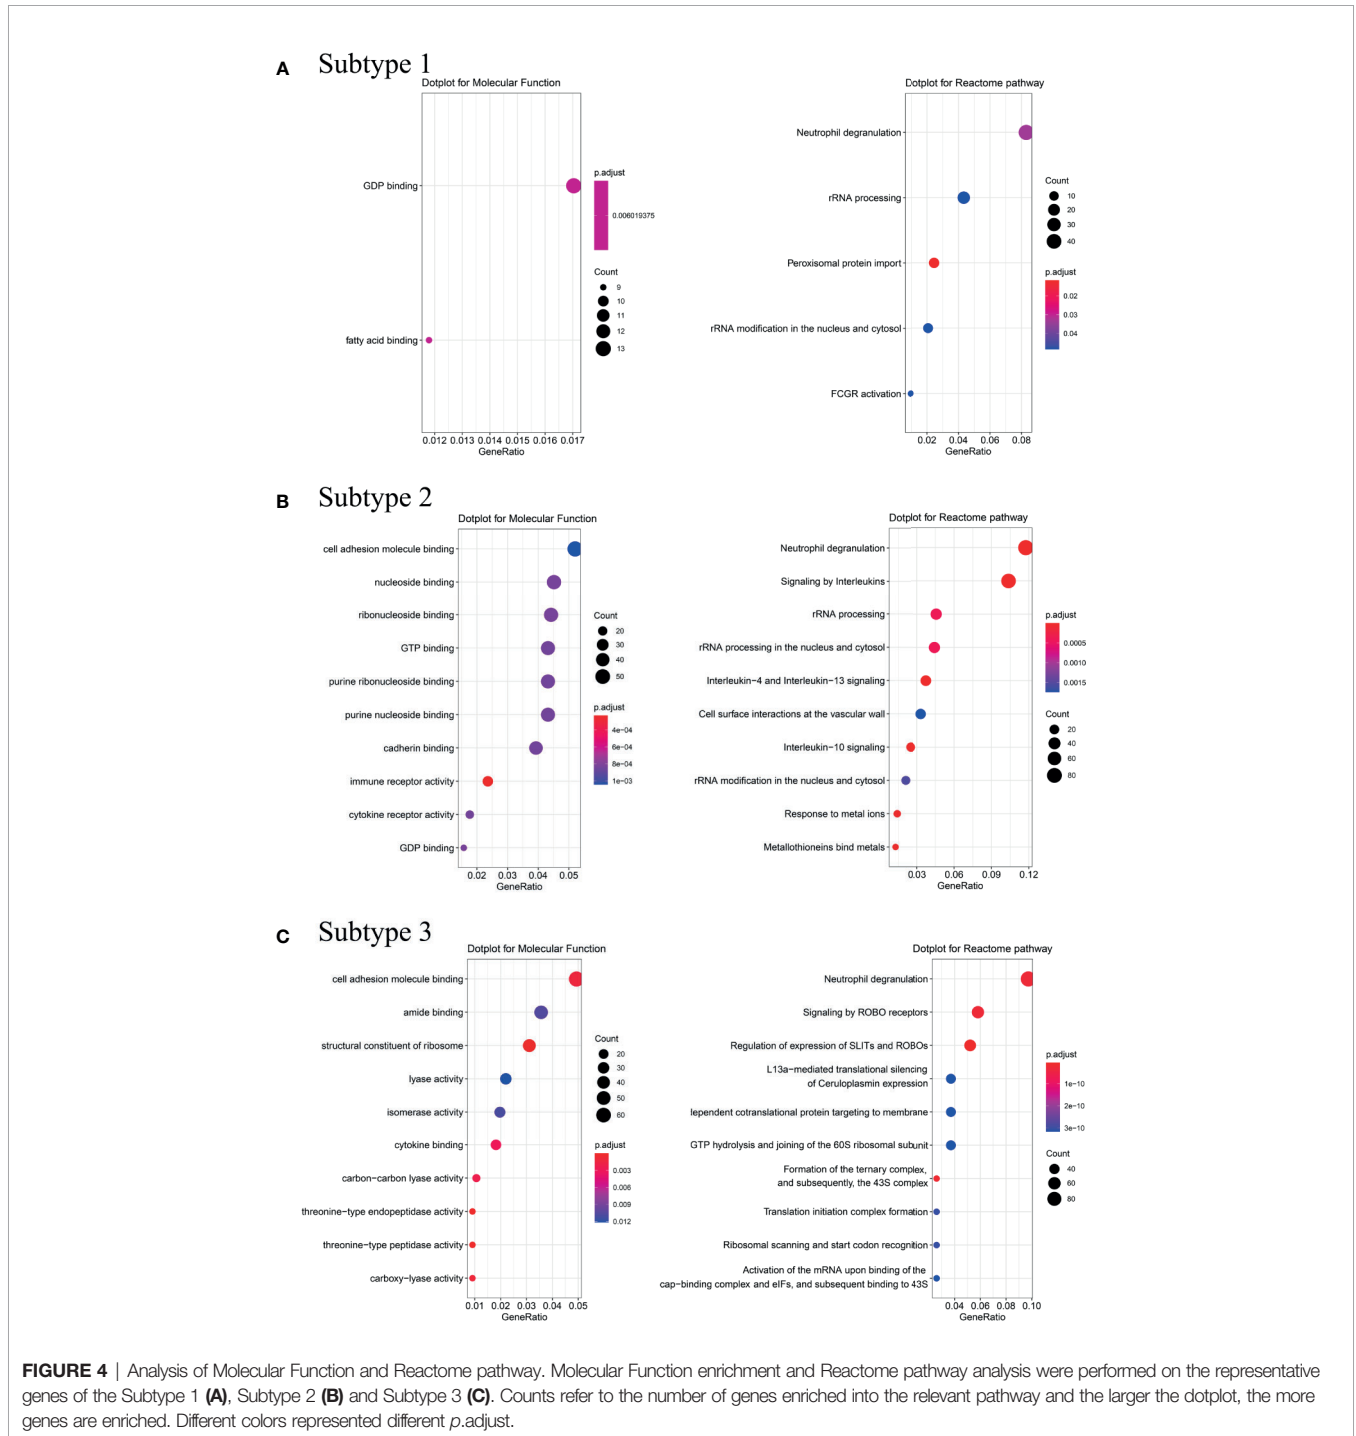 A Subtype 1
Dotplot for Molecular Function
GDP binding
fatty acid binding
0.012 0.013 0.014 0.015 0.016 0.017
GeneRatio
p.adjust
0.006019375
Count
9
10
11
12
13
Dotplot for Reactome pathway
Neutrophil degranulation
rRNA processing
Peroxisomal protein import
rRNA modification in the nucleus and cytosol
FCGR activation
0.02 0.04 0.06 0.08
GeneRatio
Count
10
20
30
40
p.adjust
0.02
0.03
0.04
B Subtype 2
Dotplot for Molecular Function
cell adhesion molecule binding
nucleoside binding
ribonucleoside binding
GTP binding
purine ribonucleoside binding
purine nucleoside binding
cadherin binding
immune receptor activity
cytokine receptor activity
GDP binding
0.02 0.03 0.04 0.05
GeneRatio
Count
20
30
40
50
p.adjust
4e−04
6e−04
8e−04
1e−03
Dotplot for Reactome pathway
Neutrophil degranulation
Signaling by Interleukins
rRNA processing
rRNA processing in the nucleus and cytosol
Interleukin−4 and Interleukin−13 signaling
Cell surface interactions at the vascular wall
Interleukin−10 signaling
rRNA modification in the nucleus and cytosol
Response to metal ions
Metallothioneins bind metals
0.03 0.06 0.09 0.12
GeneRatio
p.adjust
0.0005
0.0010
0.0015
Count
20
40
60
80
C Subtype 3
Dotplot for Molecular Function
cell adhesion molecule binding
amide binding
structural constituent of ribosome
lyase activity
isomerase activity
cytokine binding
carbon−carbon lyase activity
threonine−type endopeptidase activity
threonine−type peptidase activity
carboxy−lyase activity
0.01 0.02 0.03 0.04 0.05
GeneRatio
Count
20
30
40
50
60
p.adjust
0.003
0.006
0.009
0.012
Dotplot for Reactome pathway
Neutrophil degranulation
Signaling by ROBO receptors
Regulation of expression of SLITs and ROBOs
L13a−mediated translational silencing
of Ceruloplasmin expression
lependent cotranslational protein targeting to membrane
GTP hydrolysis and joining of the 60S ribosomal subunit
Formation of the ternary complex,
and subsequently, the 43S complex
Translation initiation complex formation
Ribosomal scanning and start codon recognition
Activation of the mRNA upon binding of the
cap−binding complex and eIFs, and subsequent binding to 43S
0.04 0.06 0.08 0.10
GeneRatio
p.adjust
1e−10
2e−10
3e−10
Count
40
60
80
FIGURE 4 | Analysis of Molecular Function and Reactome pathway. Molecular Function enrichment and Reactome pathway analysis were performed on the representative
genes of the Subtype 1 (A), Subtype 2 (B) and Subtype 3 (C). Counts refer to the number of genes enriched into the relevant pathway and the larger the dotplot, the more
genes are enriched. Different colors represented different p.adjust.